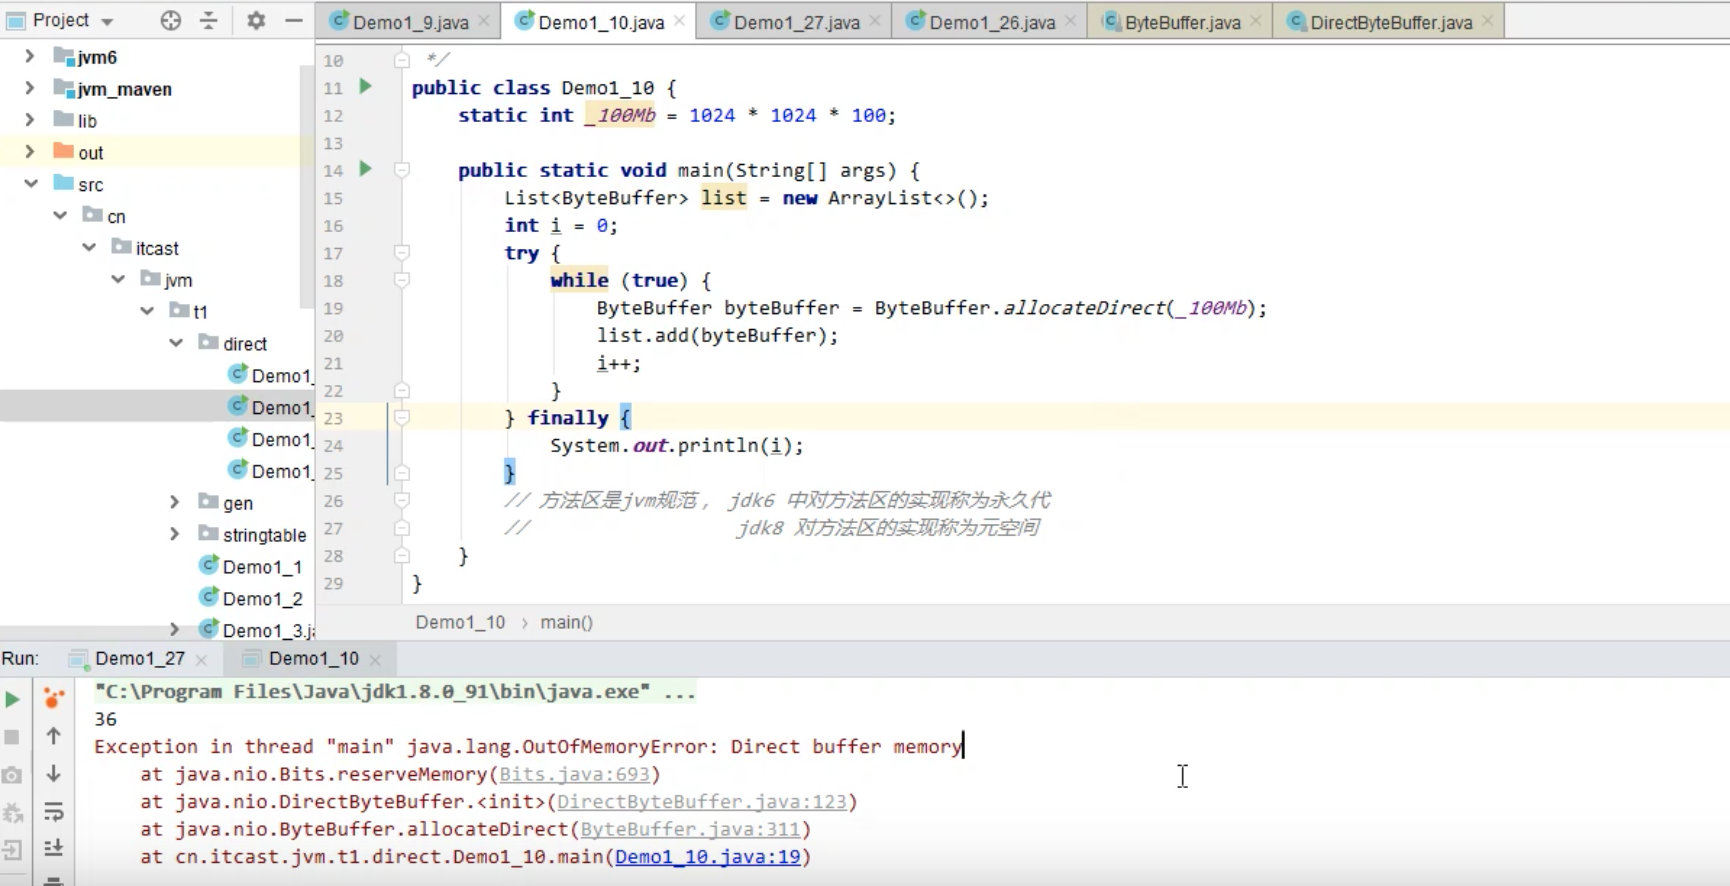 Project
Demo1_9.java
Demo1_10.java
Demo1_27.java
Demo1_26.java
ByteBuffer.java
DirectByteBuffer.java
jvm6
jvm_maven
lib
out
src
cn
itcast
jvm
t1
direct
Demo1_
Demo1_
Demo1_
Demo1_
gen
stringtable
Demo1_1
Demo1_2
Demo1_3.ja
10 */
11 public class Demo1_10 {
12 static int _100Mb = 1024 * 1024 * 100;
13
14 public static void main(String[] args) {
15 List<ByteBuffer> list = new ArrayList<>();
16 int i = 0;
17 try {
18 while (true) {
19 ByteBuffer byteBuffer = ByteBuffer.allocateDirect(_100Mb);
20 list.add(byteBuffer);
21 i++;
22 }
23 } finally {
24 System.out.println(i);
25 }
26 // 方法区是jvm规范， jdk6 中对方法区的实现称为永久代
27 // jdk8 对方法区的实现称为元空间
28 }
29 }
Demo1_10 › main()
Run: Demo1_27 Demo1_10
"C:\Program Files\Java\jdk1.8.0_91\bin\java.exe" ...
36
Exception in thread "main" java.lang.OutOfMemoryError: Direct buffer memory
at java.nio.Bits.reserveMemory(Bits.java:693)
at java.nio.DirectByteBuffer.<init>(DirectByteBuffer.java:123)
at java.nio.ByteBuffer.allocateDirect(ByteBuffer.java:311)
at cn.itcast.jvm.t1.direct.Demo1_10.main(Demo1_10.java:19)